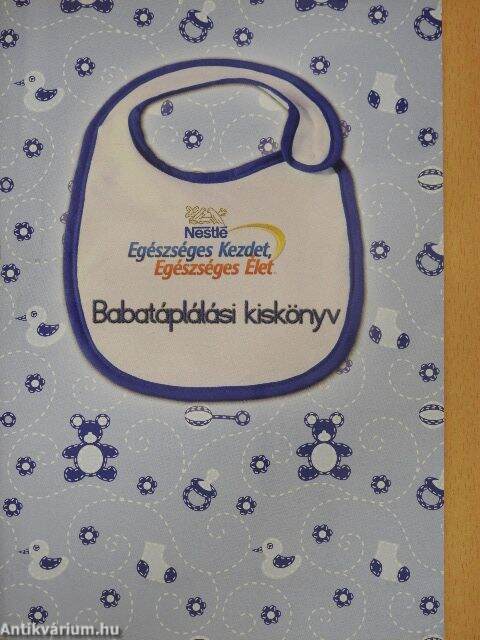 Nestlé
Egészséges Kezdet,
Egészséges Élet
Babatáplálási kiskönyv
Antikvárium.hu